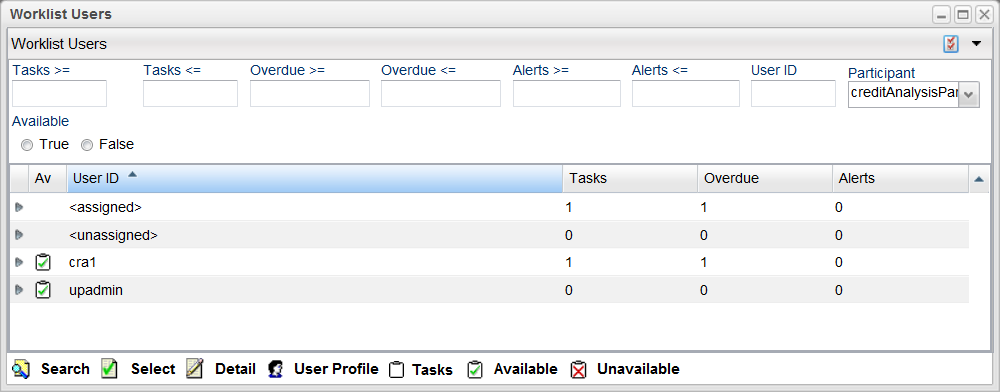 Worklist Users
Worklist Users
Tasks >= Tasks <= Overdue >= Overdue <= Alerts >= Alerts <= User ID Participant
creditAnalysisPar
Available
True False
Av User ID Tasks Overdue Alerts
<assigned> 1 1 0
<unassigned> 0 0 0
cra1 1 1 0
upadmin 0 0 0
Search Select Detail User Profile Tasks Available Unavailable